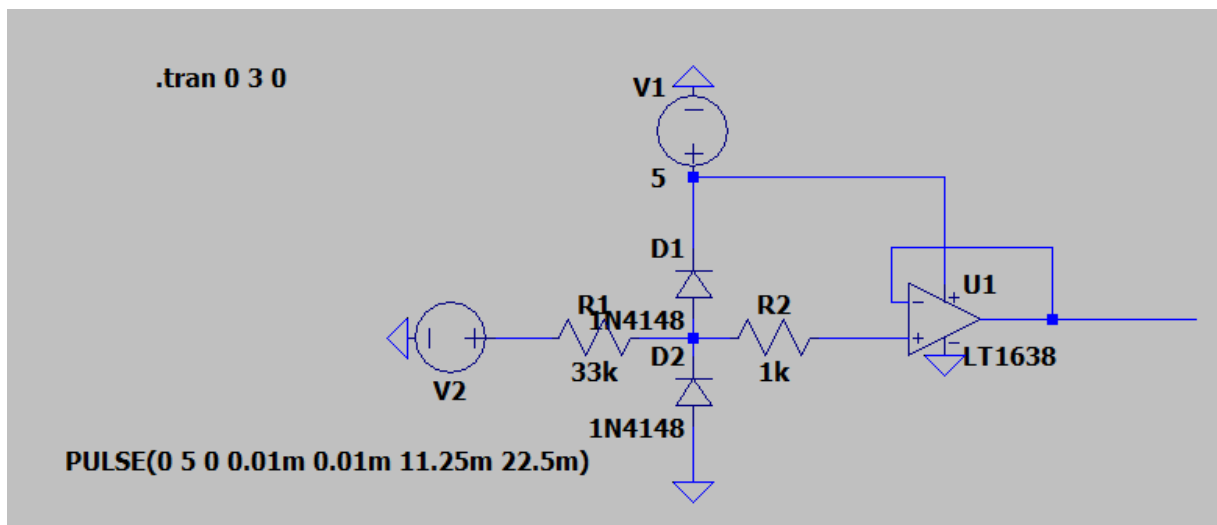 .tran 0 3 0
V1
5
D1
1N4148
R1
33k
R2
1k
U1
LT1638
D2
1N4148
V2
PULSE(0 5 0 0.01m 0.01m 11.25m 22.5m)